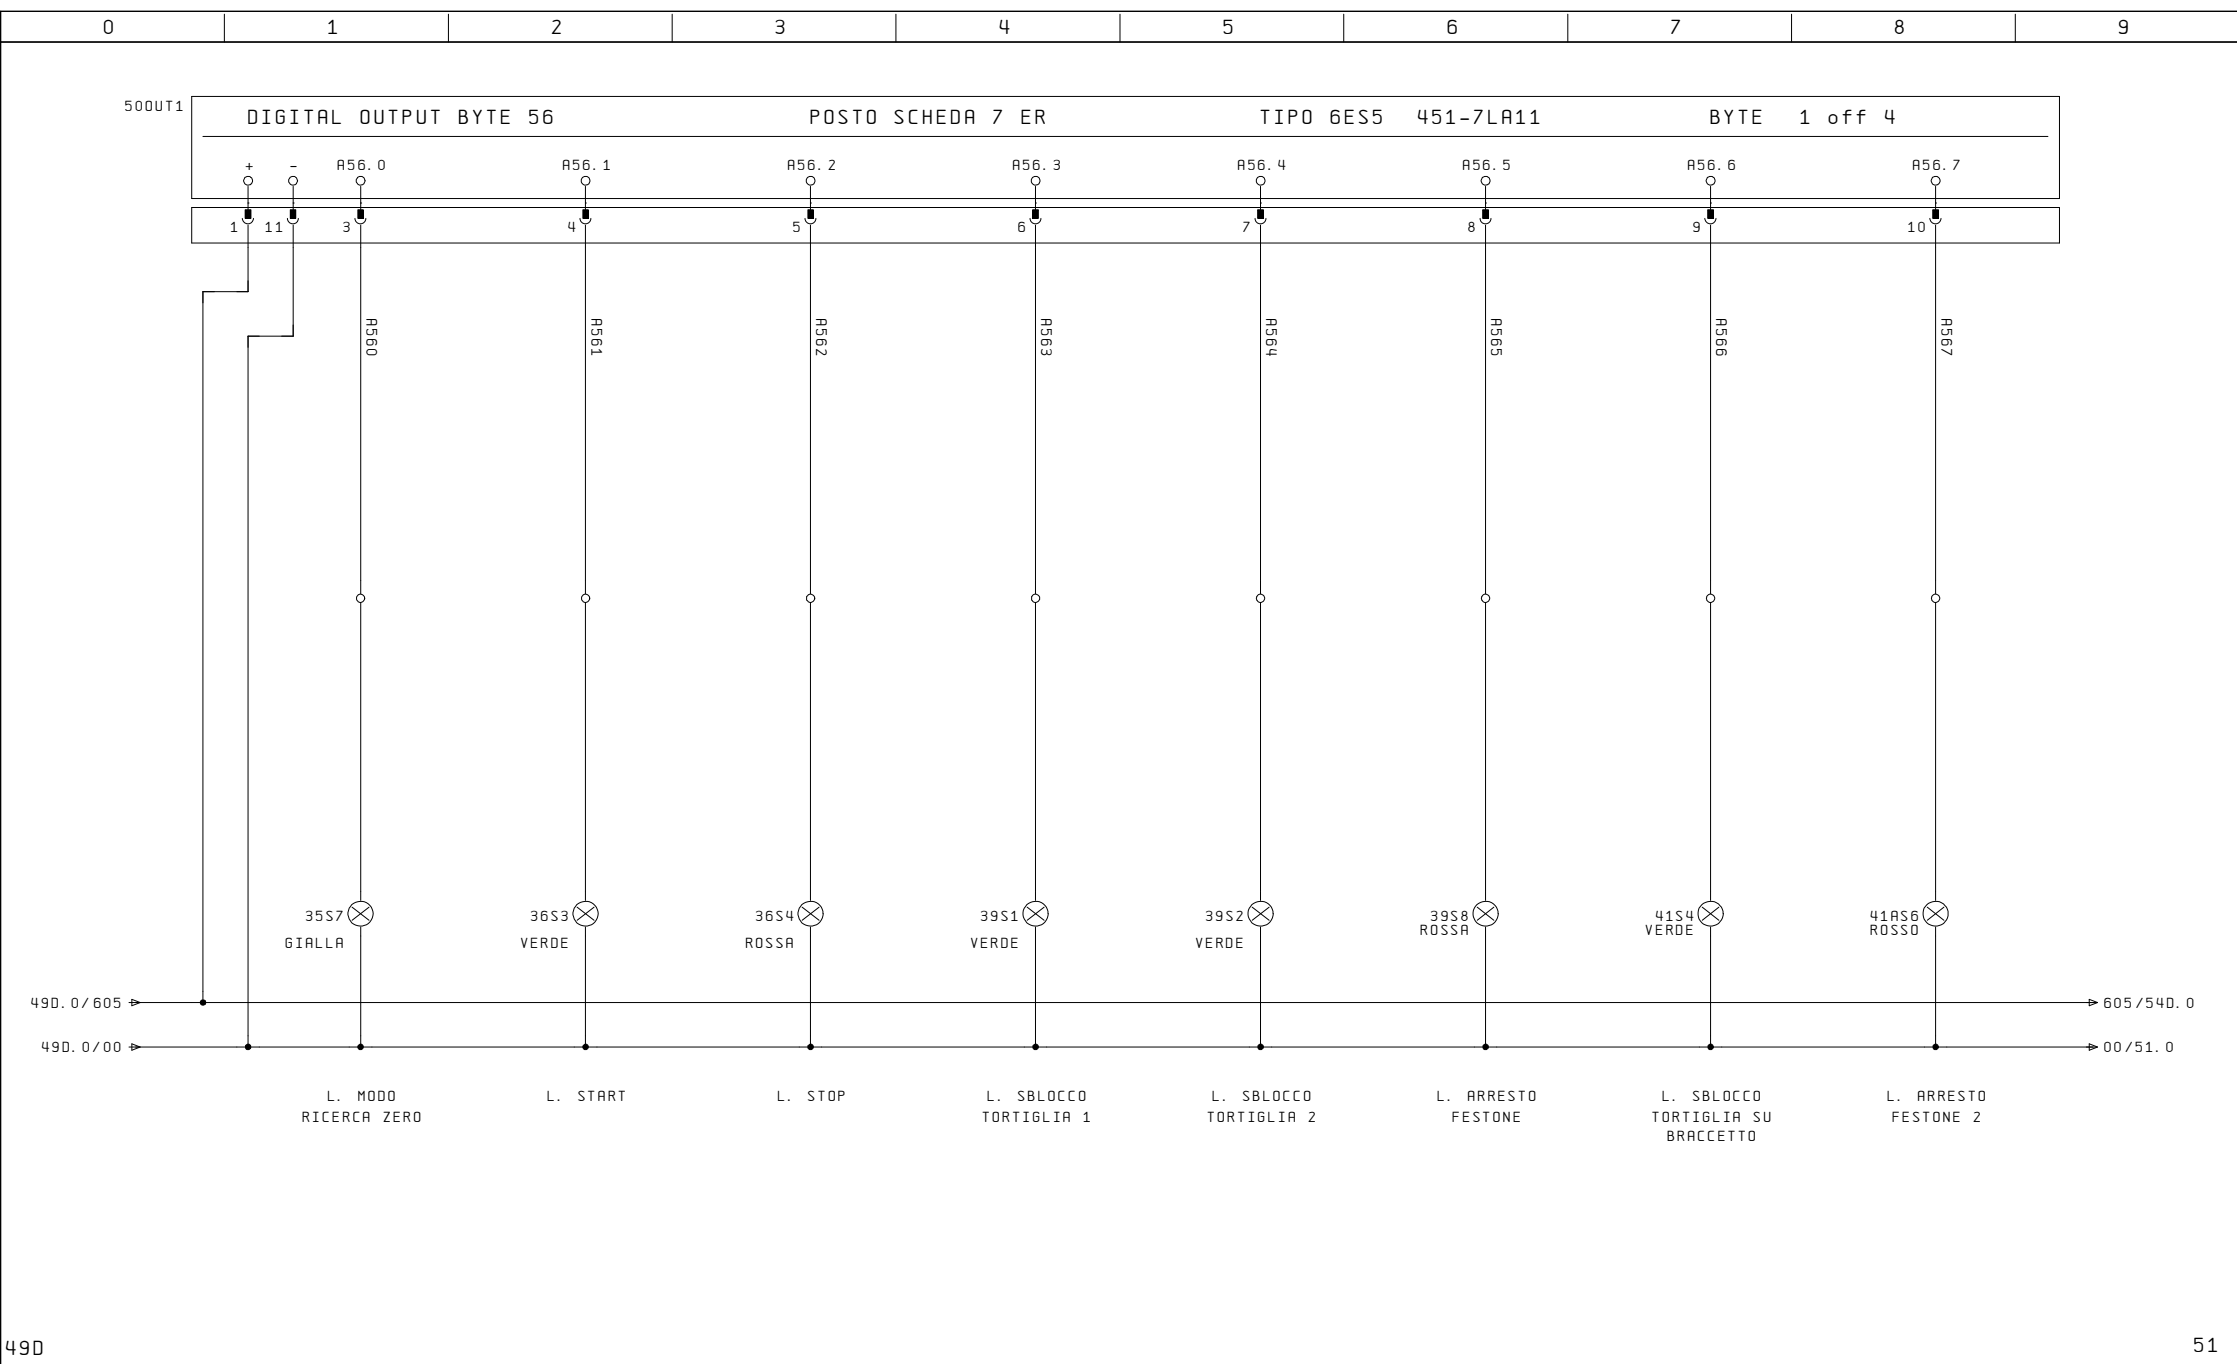 0 1 2 3 4 5 6 7 8 9
50OUT1
DIGITAL OUTPUT BYTE 56 POSTO SCHEDA 7 ER TIPO 6ES5 451-7LA11 BYTE 1 off 4
+ - A56.0 A56.1 A56.2 A56.3 A56.4 A56.5 A56.6 A56.7
1 11 3 4 5 6 7 8 9 10
A560 A561 A562 A563 A564 A565 A566 A567
35S7 36S3 36S4 39S1 39S2 39S8 41S4 41AS6
ROSSA VERDE ROSSO
GIALLA VERDE ROSSA VERDE VERDE
49D.0/605 605/54D.0
49D.0/00 00/51.0
L. MODO L. START L. STOP L. SBLOCCO L. SBLOCCO L. ARRESTO L. SBLOCCO L. ARRESTO
RICERCA ZERO TORTIGLIA 1 TORTIGLIA 2 FESTONE TORTIGLIA SU FESTONE 2
BRACCETTO
49D 51